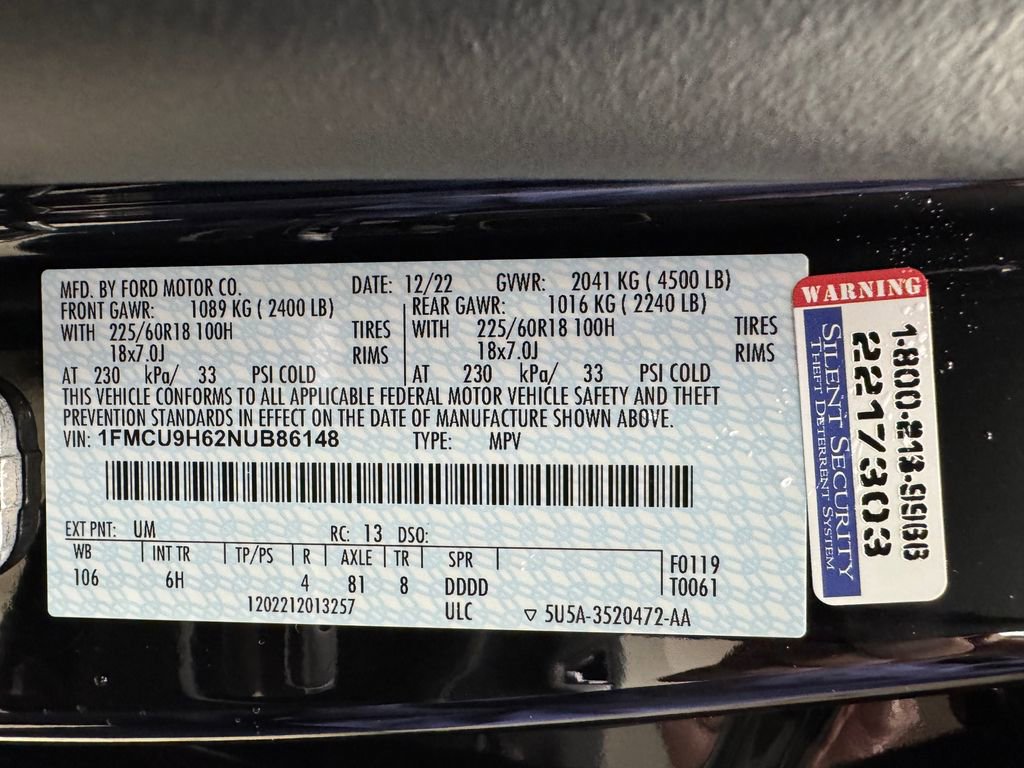 MFD. BY FORD MOTOR CO. DATE: 12/22 GVWR: 2041 KG ( 4500 LB)
FRONT GAWR: 1089 KG ( 2400 LB) REAR GAWR: 1016 KG ( 2240 LB)
WITH 225/60R18 100H TIRES WITH 225/60R18 100H TIRES
18x7.0J RIMS 18x7.0J RIMS
AT 230 kPa/ 33 PSI COLD AT 230 kPa/ 33 PSI COLD
THIS VEHICLE CONFORMS TO ALL APPLICABLE FEDERAL MOTOR VEHICLE SAFETY AND THEFT
PREVENTION STANDARDS IN EFFECT ON THE DATE OF MANUFACTURE SHOWN ABOVE.
VIN: 1FMCU9H62NUB86148 TYPE: MPV
EXT PNT: UM RC: 13 DSO:
WB INT TR TP/PS R AXLE TR SPR F0119
106 6H 4 81 8 DDDD T0061
1202212013257 ULC 5U5A-3520472-AA
WARNING
SILENT SECURITY
THEFT DETERRENT SYSTEM
1-800-213-9988
2217303